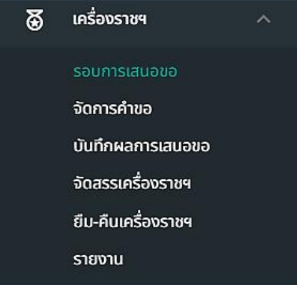 เครื่องราชฯ
รอบการเสนอขอ
จัดการคำขอ
บันทึกผลการเสนอขอ
จัดสรรเครื่องราชฯ
ยืม-คืนเครื่องราชฯ
รายงาน